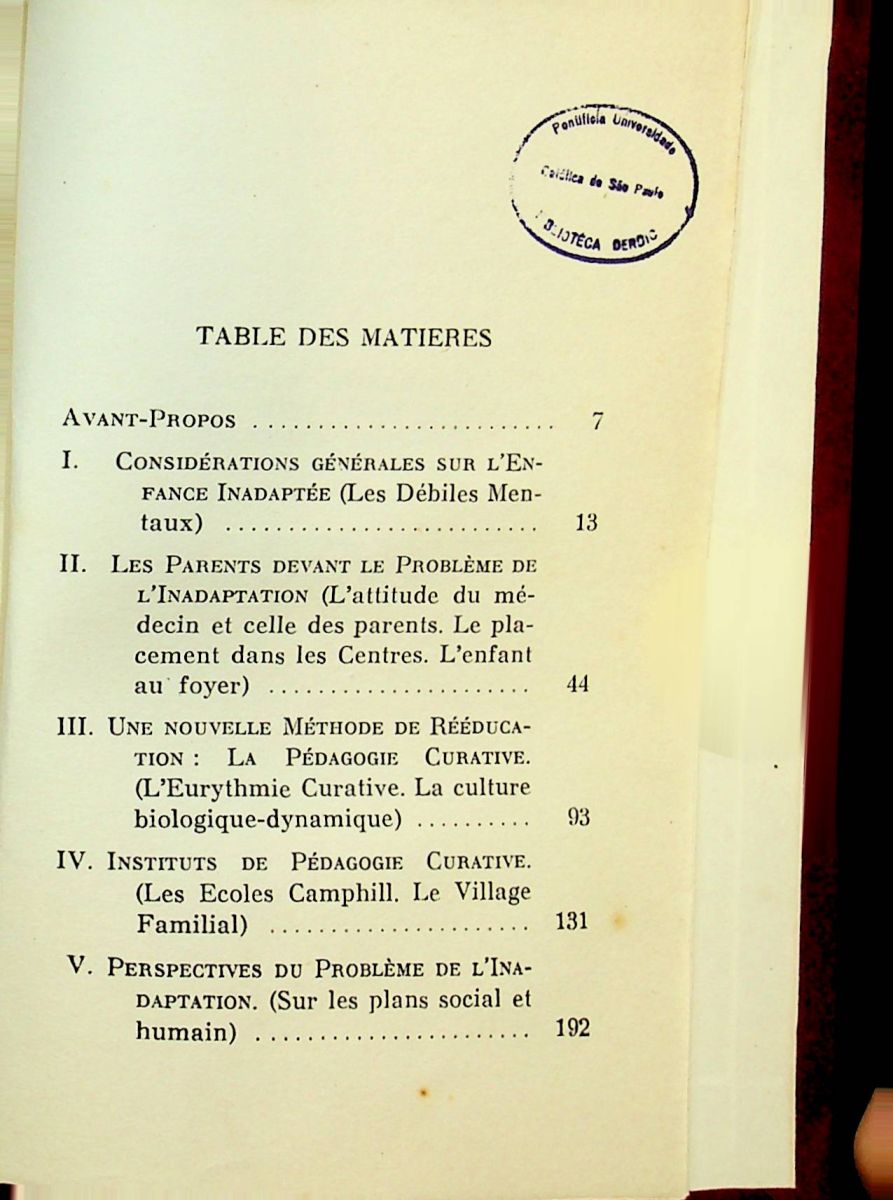 Pontifícia Universidade
Católica de São Paulo
BIBLIOTÉCA DERDIC
TABLE DES MATIERES
AVANT-PROPOS ........................ 7
I. CONSIDÉRATIONS GÉNÉRALES SUR L'EN-
FANCE INADAPTÉE (Les Débiles Men-
taux) ......................... 13
II. LES PARENTS DEVANT LE PROBLÈME DE
L'INADAPTATION (L'attitude du mé-
decin et celle des parents. Le pla-
cement dans les Centres. L'enfant
au foyer) ..................... 44
III. UNE NOUVELLE MÉTHODE DE RÉÉDUCA-
TION : LA PÉDAGOGIE CURATIVE.
(L'Eurythmie Curative. La culture
biologique-dynamique) .......... 93
IV. INSTITUTS DE PÉDAGOGIE CURATIVE.
(Les Ecoles Camphill. Le Village
Familial) ..................... 131
V. PERSPECTIVES DU PROBLÈME DE L'INA-
DAPTATION. (Sur les plans social et
humain) ...................... 192